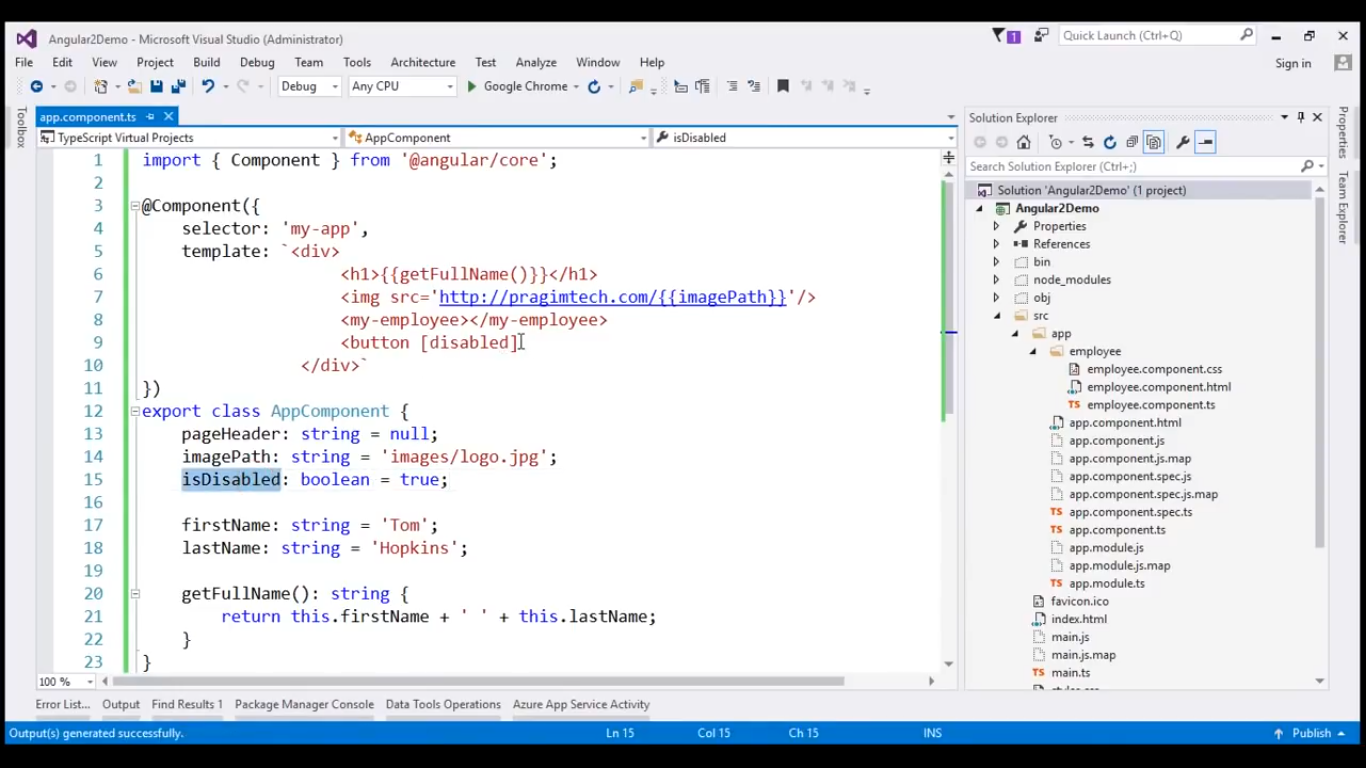 Angular2Demo - Microsoft Visual Studio (Administrator)
1
Quick Launch (Ctrl+Q)
File Edit View Project Build Debug Team Tools Architecture Test Analyze Window Help
Sign in
Debug Any CPU Google Chrome
Toolbox
app.component.ts
TypeScript Virtual Projects AppComponent isDisabled
1 import { Component } from '@angular/core';
2
3 @Component({
4 selector: 'my-app',
5 template: `<div>
6 <h1>{{getFullName()}}</h1>
7 <img src='http://pragimtech.com/{{imagePath}}'/>
8 <my-employee></my-employee>
9 <button [disabled]
10 </div>`
11 })
12 export class AppComponent {
13 pageHeader: string = null;
14 imagePath: string = 'images/logo.jpg';
15 isDisabled: boolean = true;
16
17 firstName: string = 'Tom';
18 lastName: string = 'Hopkins';
19
20 getFullName(): string {
21 return this.firstName + ' ' + this.lastName;
22 }
23 }
100 %
Solution Explorer
Search Solution Explorer (Ctrl+;)
Solution 'Angular2Demo' (1 project)
Angular2Demo
Properties
References
bin
node_modules
obj
src
app
employee
employee.component.css
employee.component.html
employee.component.ts
app.component.html
app.component.js
app.component.js.map
app.component.spec.js
app.component.spec.js.map
app.component.spec.ts
app.component.ts
app.module.js
app.module.js.map
app.module.ts
favicon.ico
index.html
main.js
main.js.map
main.ts
styles.css
Properties
Team Explorer
Error List... Output Find Results 1 Package Manager Console Data Tools Operations Azure App Service Activity
Output(s) generated successfully. Ln 15 Col 15 Ch 15 INS Publish